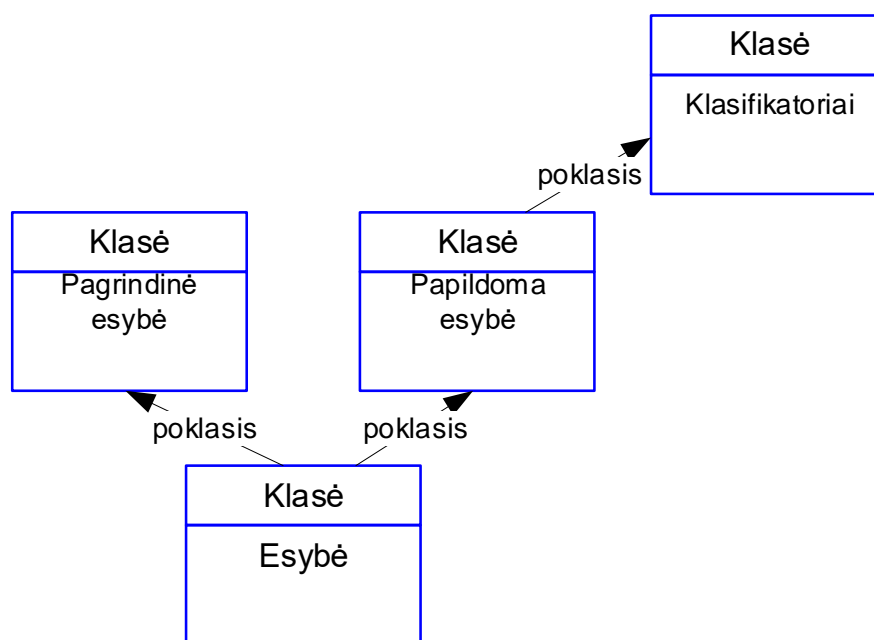 Klasė
Klasifikatoriai
poklasis
Klasė
Pagrindinė
esybė
Klasė
Papildoma
esybė
poklasis
poklasis
Klasė
Esybė